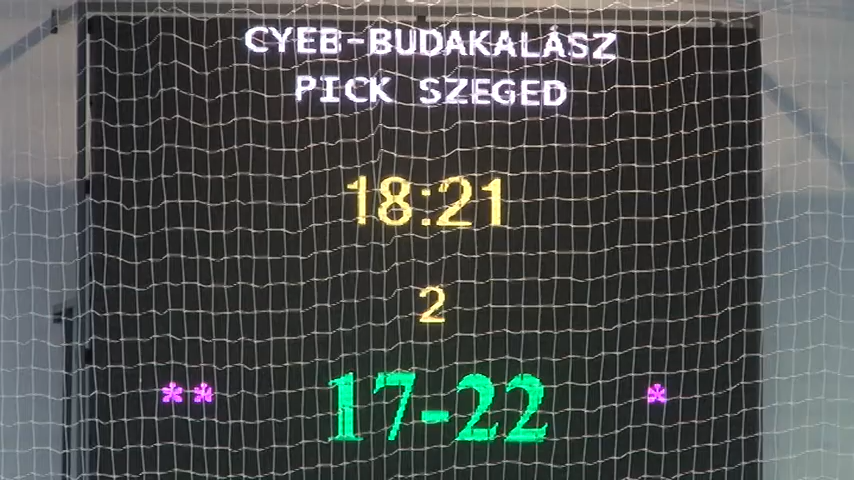 CYEB-BUDAKALÁSZ
PICK SZEGED
18:21
2
** 17-22 *